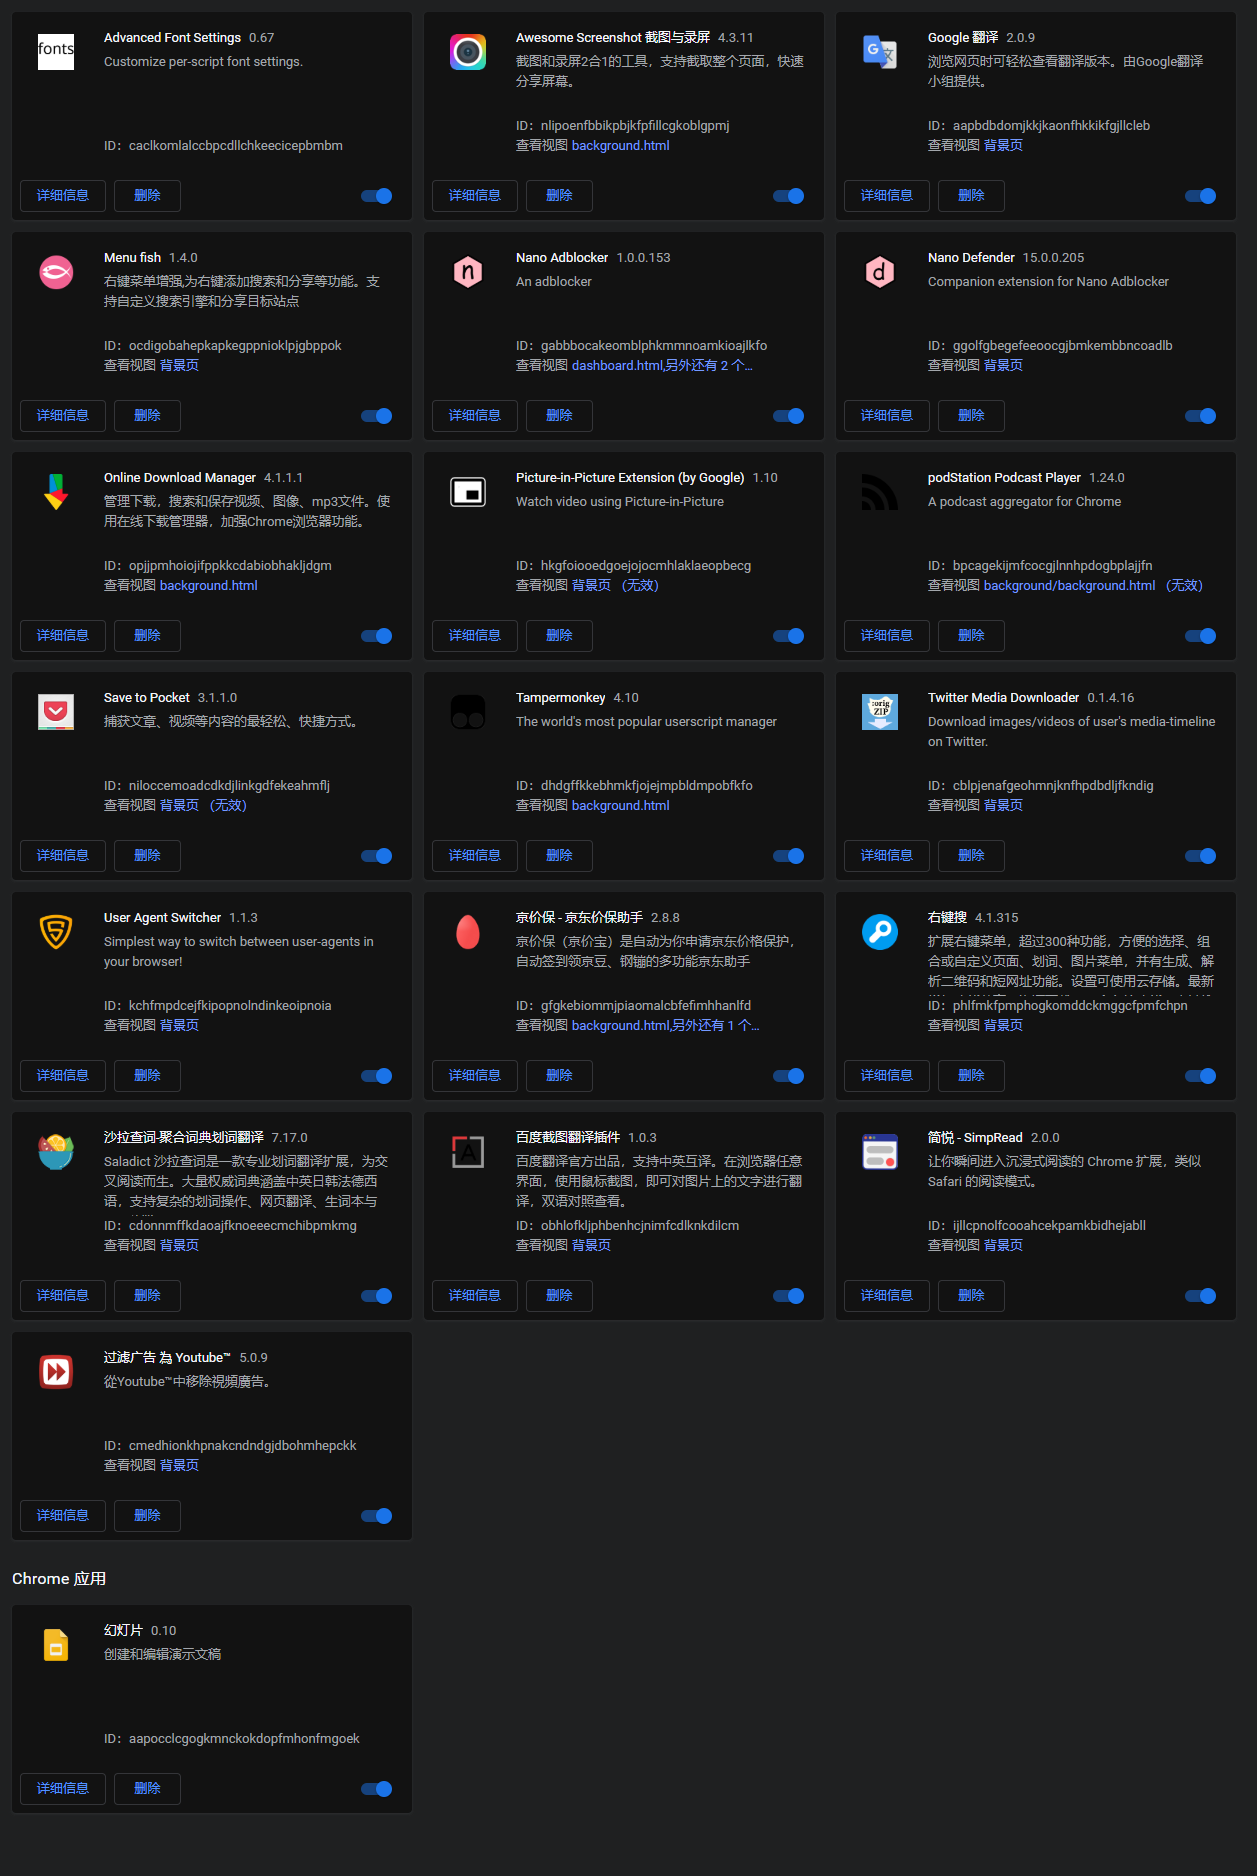 fonts
Advanced Font Settings 0.67
Customize per-script font settings.
ID：caclkomlalccbpcdllchkeecicepbmbm
详细信息 删除
Awesome Screenshot 截图与录屏 4.3.11
截图和录屏2合1的工具，支持截取整个页面，快速
分享屏幕。
ID：nlipoenfbbikpbjkfpfillcgkoblgpmj
查看视图 background.html
详细信息 删除
Google 翻译 2.0.9
浏览网页时可轻松查看翻译版本。由Google翻译
小组提供。
ID：aapbdbdomjkkjkaonfhkkikfgjllcleb
查看视图 背景页
详细信息 删除
Menu fish 1.4.0
右键菜单增强,为右键添加搜索和分享等功能。支
持自定义搜索引擎和分享目标站点
ID：ocdigobahepkapkegppnioklpjgbppok
查看视图 背景页
详细信息 删除
n
Nano Adblocker 1.0.0.153
An adblocker
ID：gabbbocakeomblphkmmnoamkioajlkfo
查看视图 dashboard.html,另外还有 2 个...
详细信息 删除
d
Nano Defender 15.0.0.205
Companion extension for Nano Adblocker
ID：ggolfgbegefeeoocgjbmkembbncoadlb
查看视图 背景页
详细信息 删除
Online Download Manager 4.1.1.1
管理下载，搜索和保存视频、图像、mp3文件。使
用在线下载管理器，加强Chrome浏览器功能。
ID：opjjpmhoiojifppkkcdabiobhakljdgm
查看视图 background.html
详细信息 删除
Picture-in-Picture Extension (by Google) 1.10
Watch video using Picture-in-Picture
ID：hkgfoiooedgoejojocmhlaklaeopbecg
查看视图 背景页 （无效）
详细信息 删除
podStation Podcast Player 1.24.0
A podcast aggregator for Chrome
ID：bpcagekijmfcocgjlnnhpdogbplajjfn
查看视图 background/background.html （无效）
详细信息 删除
Save to Pocket 3.1.1.0
捕获文章、视频等内容的最轻松、快捷方式。
ID：niloccemoadcdkdjlinkgdfekeahmflj
查看视图 背景页 （无效）
详细信息 删除
Tampermonkey 4.10
The world's most popular userscript manager
ID：dhdgffkkebhmkfjojejmpbldmpobfkfo
查看视图 background.html
详细信息 删除
:orig
ZIP
Twitter Media Downloader 0.1.4.16
Download images/videos of user's media-timeline
on Twitter.
ID：cblpjenafgeohmnjknfhpdbdljfkndig
查看视图 背景页
详细信息 删除
User Agent Switcher 1.1.3
Simplest way to switch between user-agents in
your browser!
ID：kchfmpdcejfkipopnolndinkeoipnoia
查看视图 背景页
详细信息 删除
京价保 - 京东价保助手 2.8.8
京价保（京价宝）是自动为你申请京东价格保护，
自动签到领京豆、钢镚的多功能京东助手
ID：gfgkebiommjpiaomalcbfefimhhanlfd
查看视图 background.html,另外还有 1 个...
详细信息 删除
右键搜 4.1.315
扩展右键菜单，超过300种功能，方便的选择、组
合或自定义页面、划词、图片菜单，并有生成、解
析二维码和短网址功能。设置可使用云存储。最新
ID：phlfmkfpmphogkomddckmggcfpmfchpn
查看视图 背景页
详细信息 删除
沙拉查词-聚合词典划词翻译 7.17.0
Saladict 沙拉查词是一款专业划词翻译扩展，为交
叉阅读而生。大量权威词典涵盖中英日韩法德西
语，支持复杂的划词操作、网页翻译、生词本与
ID：cdonnmffkdaoajfknoeeecmchibpmkmg
查看视图 背景页
详细信息 删除
A
百度截图翻译插件 1.0.3
百度翻译官方出品，支持中英互译。在浏览器任意
界面，使用鼠标截图，即可对图片上的文字进行翻
译，双语对照查看。
ID：obhlofkljphbenhcjnimfcdlknkdilcm
查看视图 背景页
详细信息 删除
简悦 - SimpRead 2.0.0
让你瞬间进入沉浸式阅读的 Chrome 扩展，类似
Safari 的阅读模式。
ID：ijllcpnolfcooahcekpamkbidhejabll
查看视图 背景页
详细信息 删除
过滤广告 為 Youtube™ 5.0.9
從Youtube™中移除視頻廣告。
ID：cmedhionkhpnakcndndgjdbohmhepckk
查看视图 背景页
详细信息 删除
Chrome 应用
幻灯片 0.10
创建和编辑演示文稿
ID：aapocclcgogkmnckokdopfmhonfmgoek
详细信息 删除